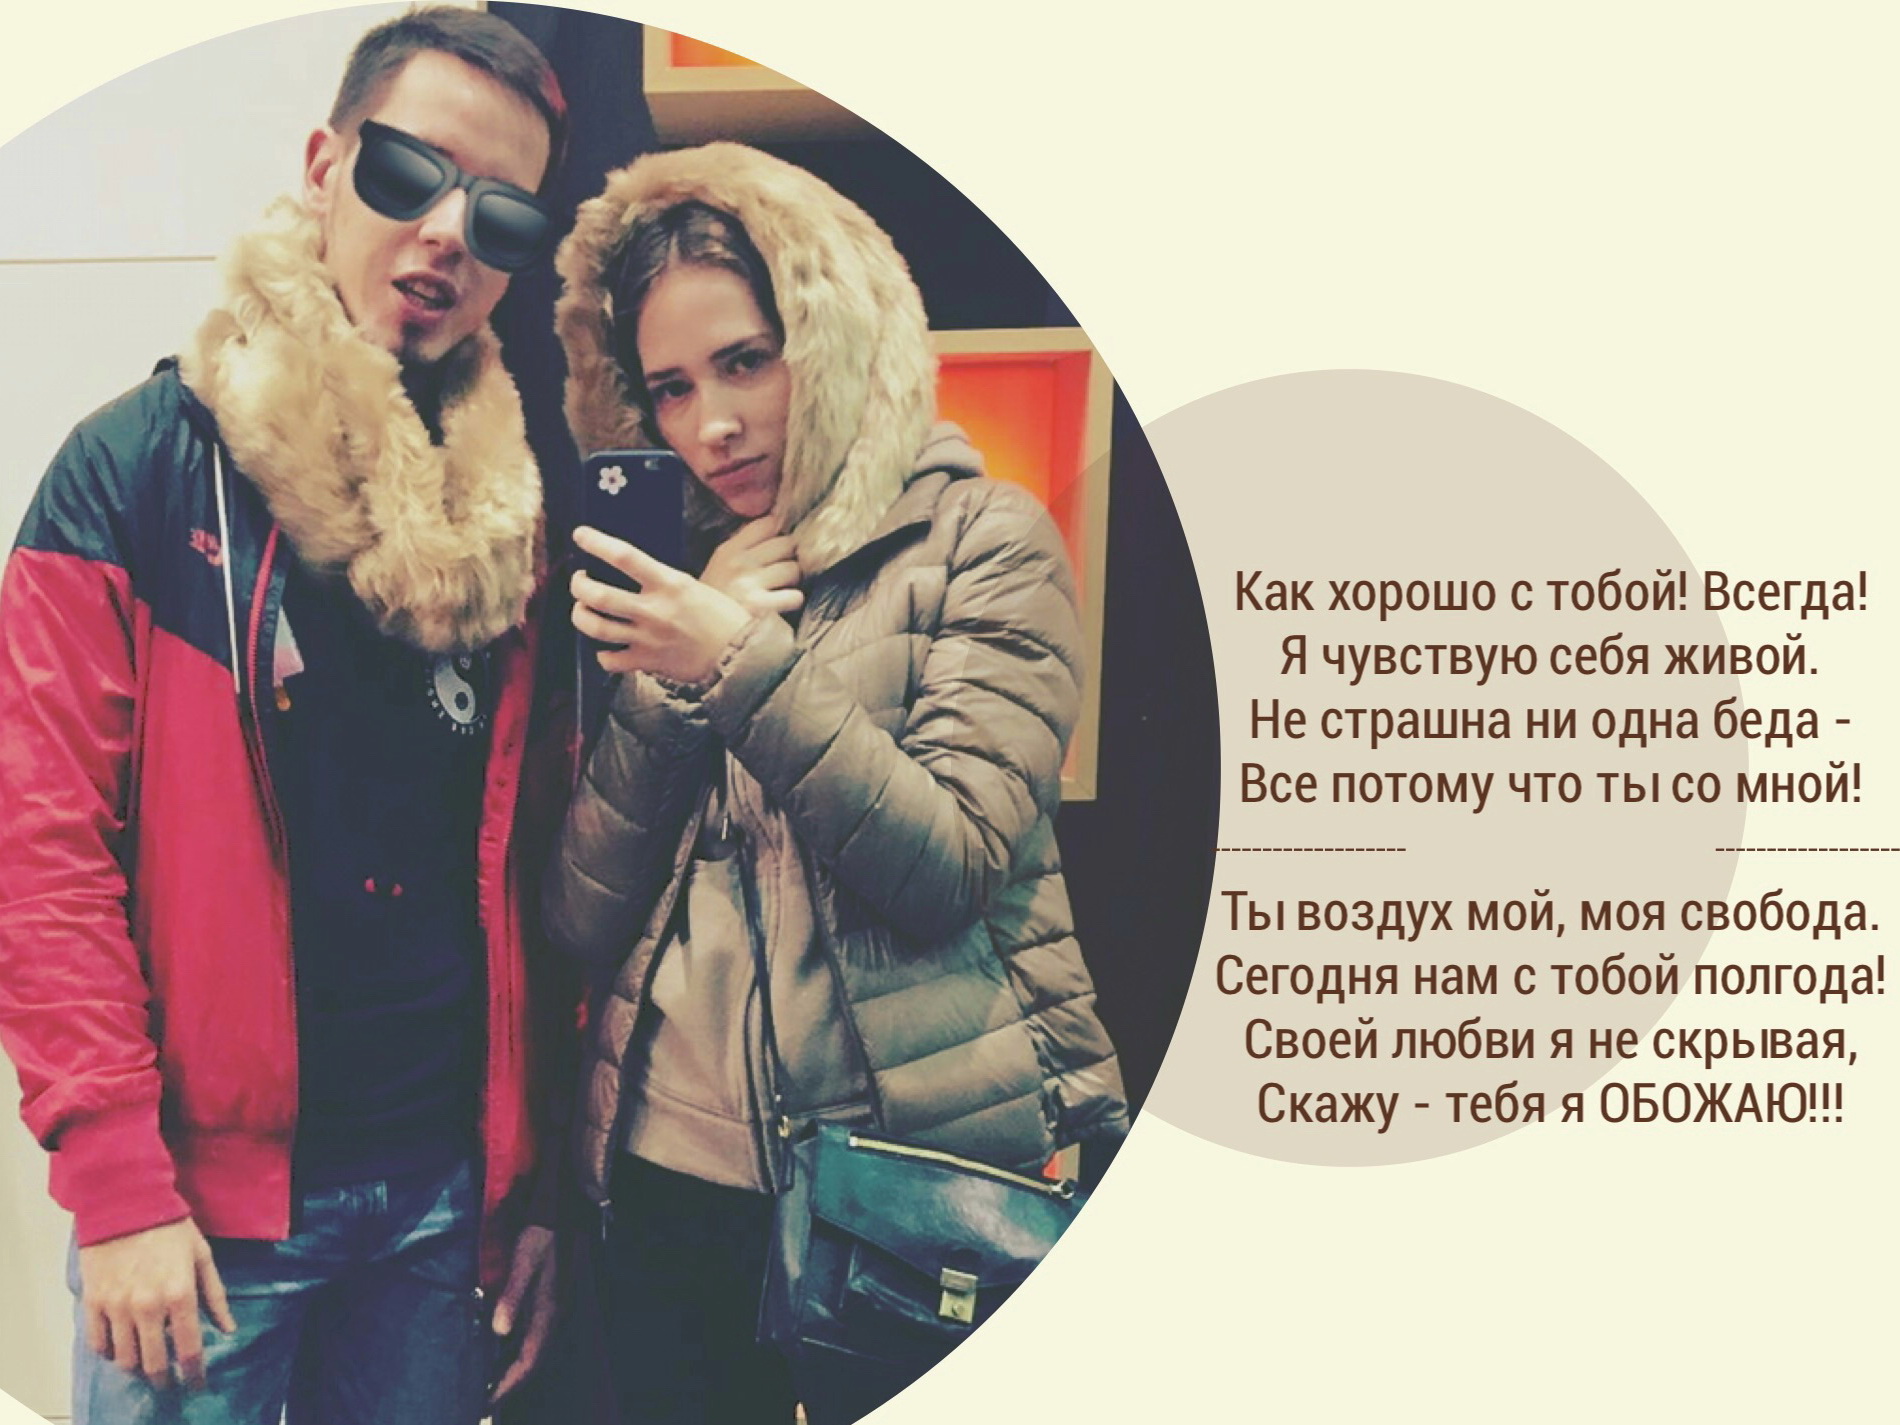 Как хорошо с тобой! Всегда!
Я чувствую себя живой.
Не страшна ни одна беда -
Все потому что ты со мной!
Ты воздух мой, моя свобода.
Сегодня нам с тобой полгода!
Своей любви я не скрывая,
Скажу - тебя я ОБОЖАЮ!!!